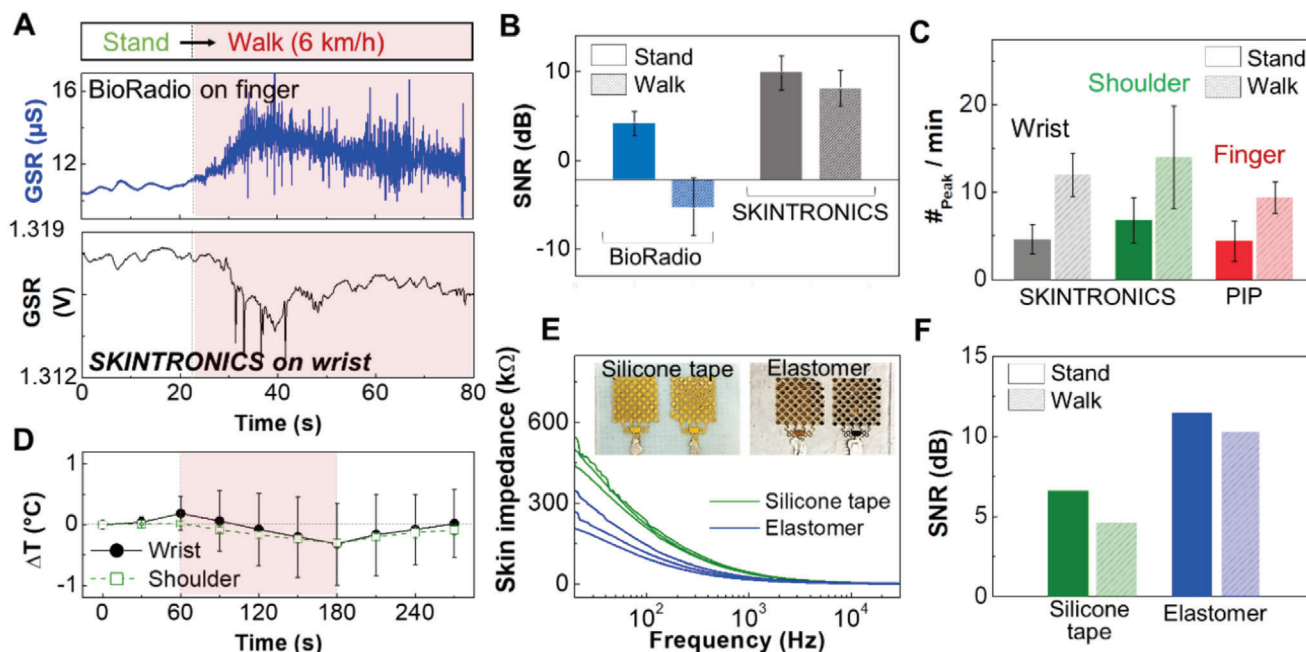 A
Stand → Walk (6 km/h)
16
BioRadio on finger
12
GSR (µS)
1.319
GSR
(V)
SKINTRONICS on wrist
1.312
0 20 40 60 80
Time (s)
B
Stand
Walk
10
0
-10
SNR (dB)
SKINTRONICS
BioRadio
C
Stand
Walk
Shoulder
Wrist
Finger
20
10
0
#Peak / min
SKINTRONICS PIP
D
1
0
-1
ΔT (°C)
Wrist
Shoulder
0 60 120 180 240
Time (s)
E
Silicone tape Elastomer
600
300
0
Skin impedance (kΩ)
Silicone tape
Elastomer
10² 10³ 10⁴
Frequency (Hz)
F
15
10
5
0
SNR (dB)
Stand
Walk
Silicone
tape
Elastomer